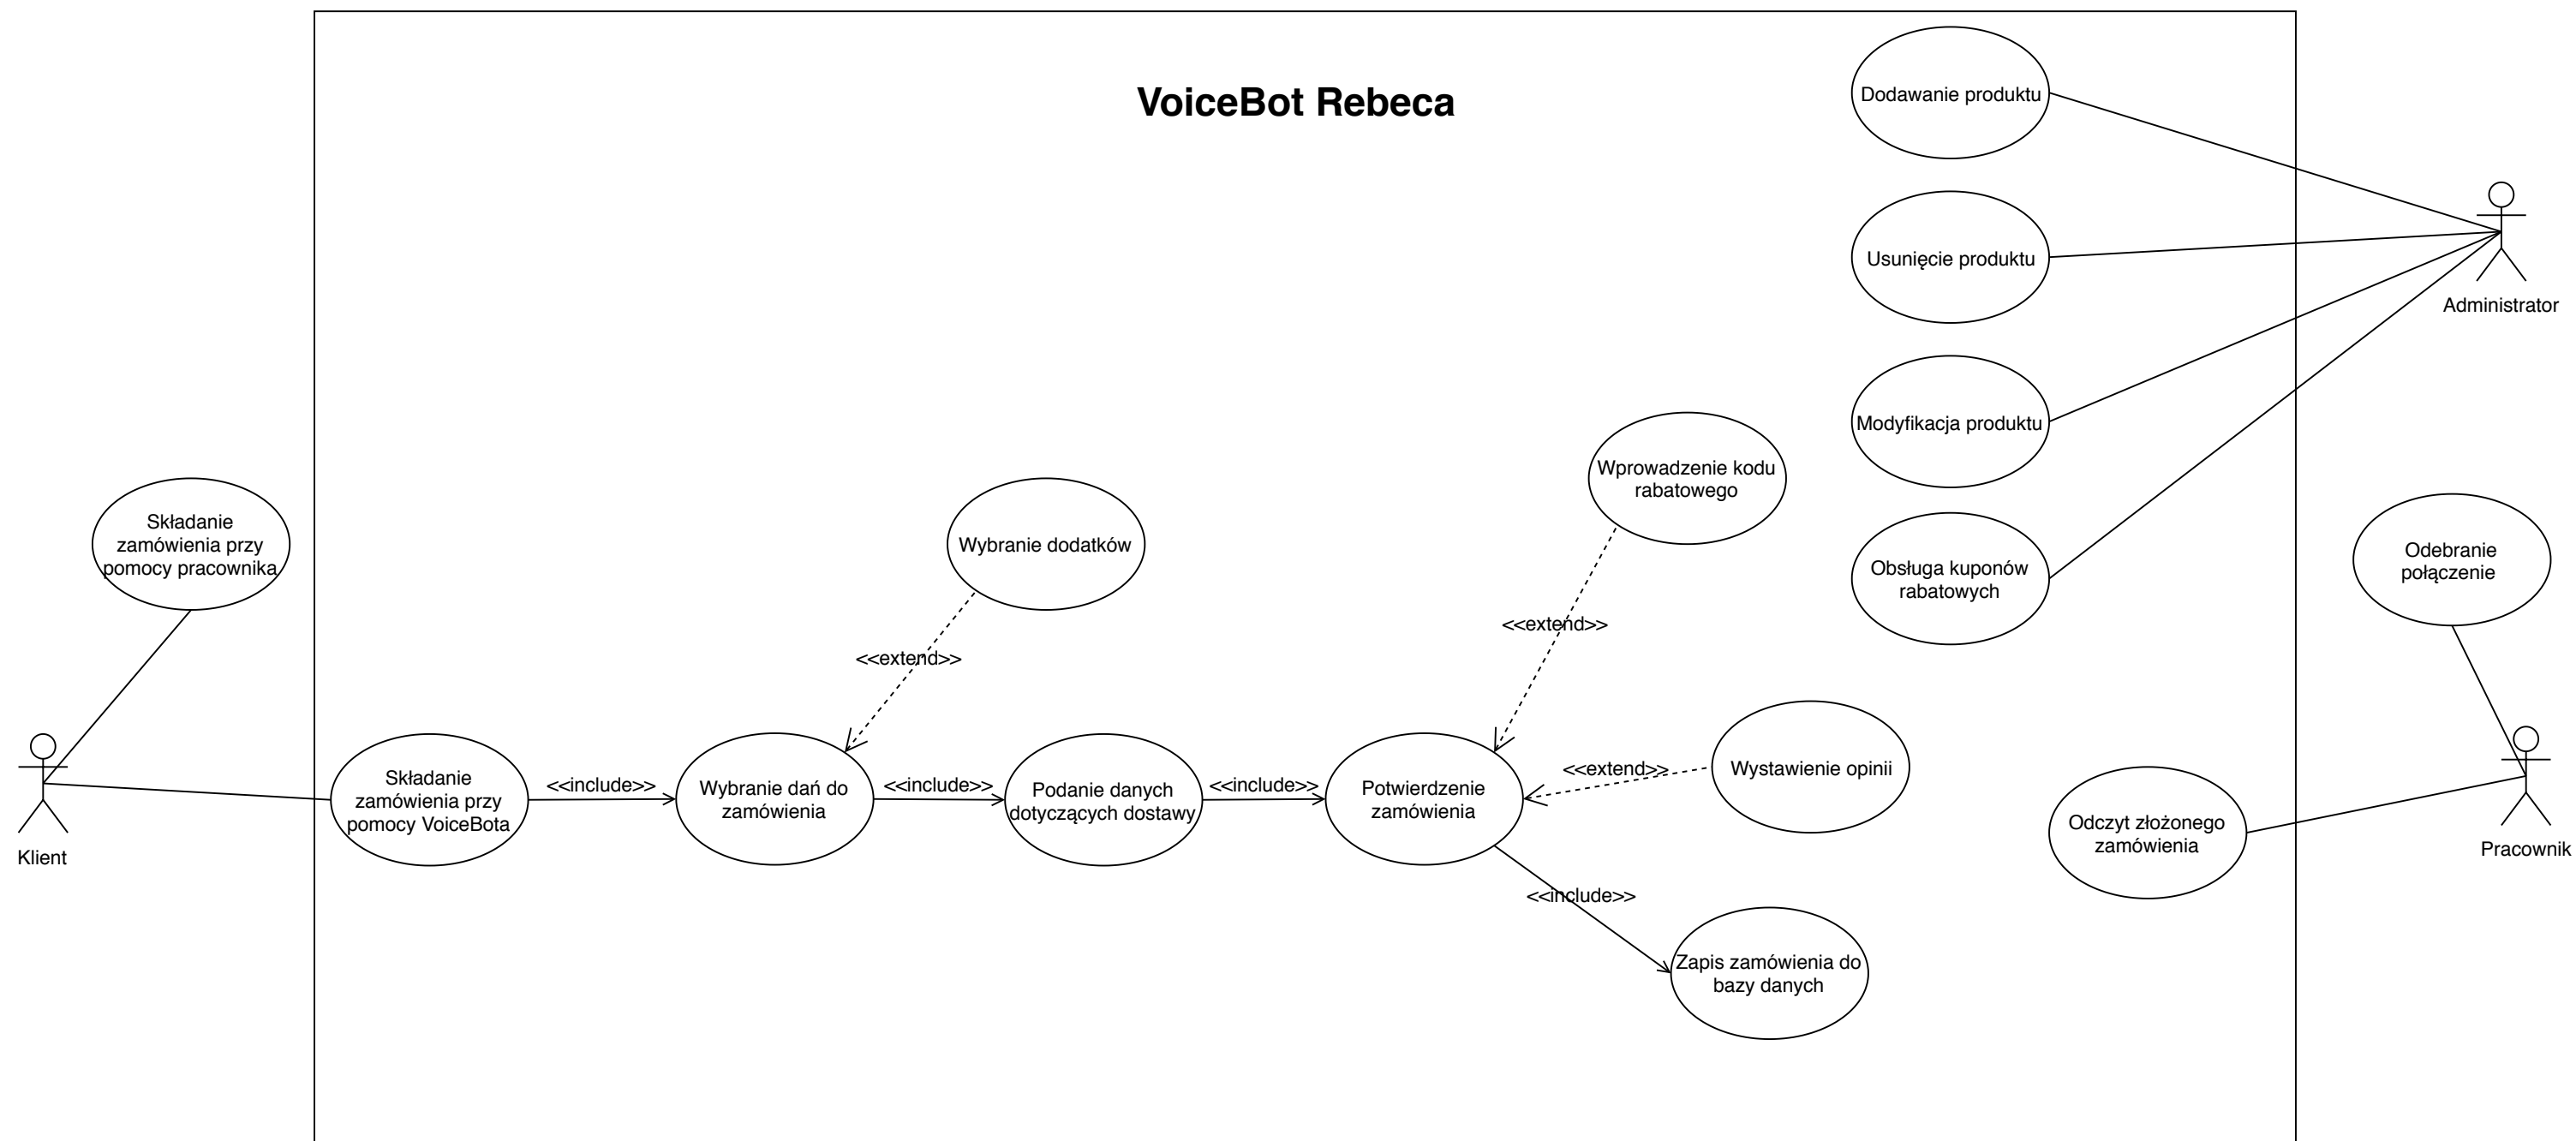 VoiceBot Rebeca
Dodawanie produktu
Usunięcie produktu
Administrator
Modyfikacja produktu
Wprowadzenie kodu
rabatowego
Składanie
zamówienia przy
pomocy pracownika
Wybranie dodatków
Obsługa kuponów
rabatowych
Odebranie
połączenie
<<extend>>
<<extend>>
Klient
Składanie
zamówienia przy
pomocy VoiceBota
<<include>>
Wybranie dań do
zamówienia
<<include>>
Podanie danych
dotyczących dostawy
<<include>>
Potwierdzenie
zamówienia
<<extend>>
Wystawienie opinii
Odczyt złożonego
zamówienia
Pracownik
<<include>>
Zapis zamówienia do
bazy danych